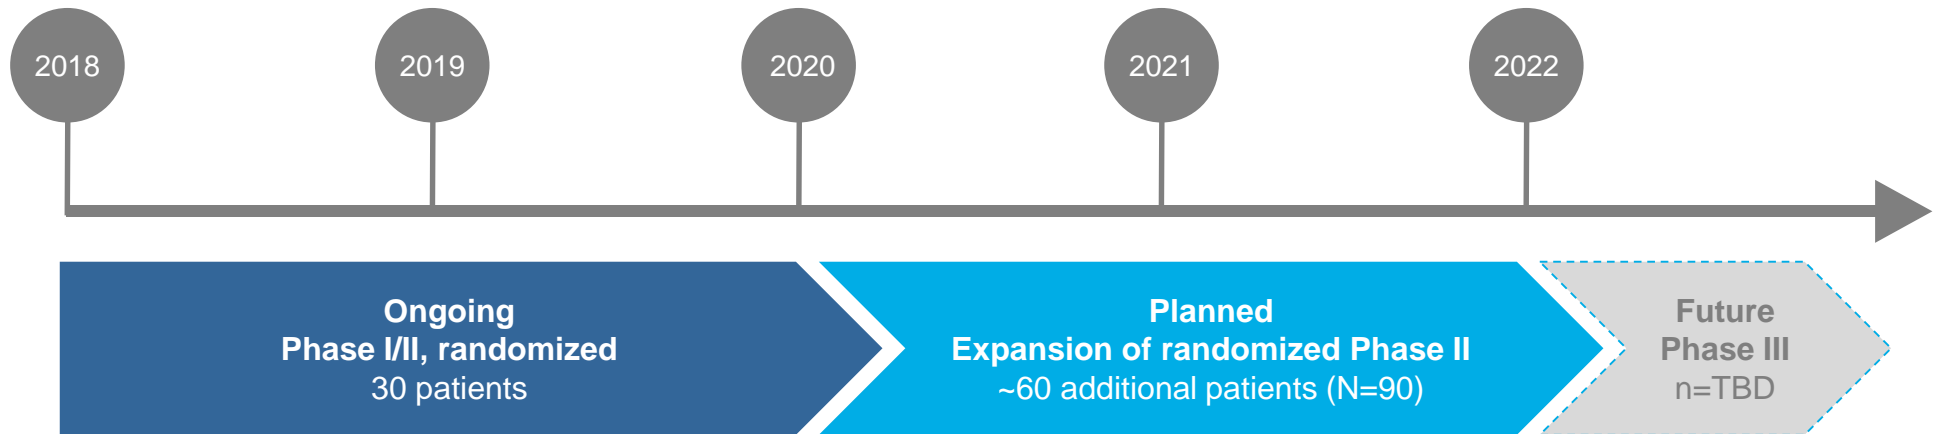 2018
2019
2020
2021
2022
Ongoing
Phase I/II, randomized
30 patients
Planned
Expansion of randomized Phase II
~60 additional patients (N=90)
Future
Phase III
n=TBD